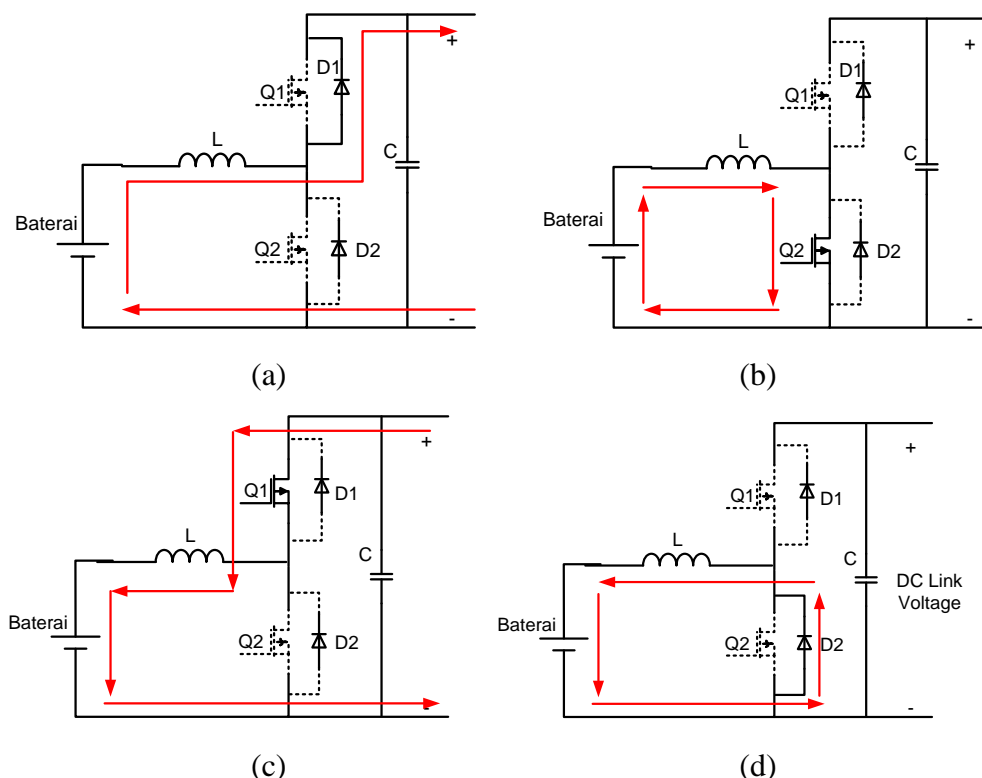 +
D1
Q1
L
C
Baterai
Q2
D2
-
(a)
+
D1
Q1
L
C
Baterai
Q2
D2
-
(b)
+
Q1
D1
L
C
Baterai
Q2
D2
-
(c)
+
Q1
D1
L
C
DC Link
Voltage
Baterai
Q2
D2
-
(d)